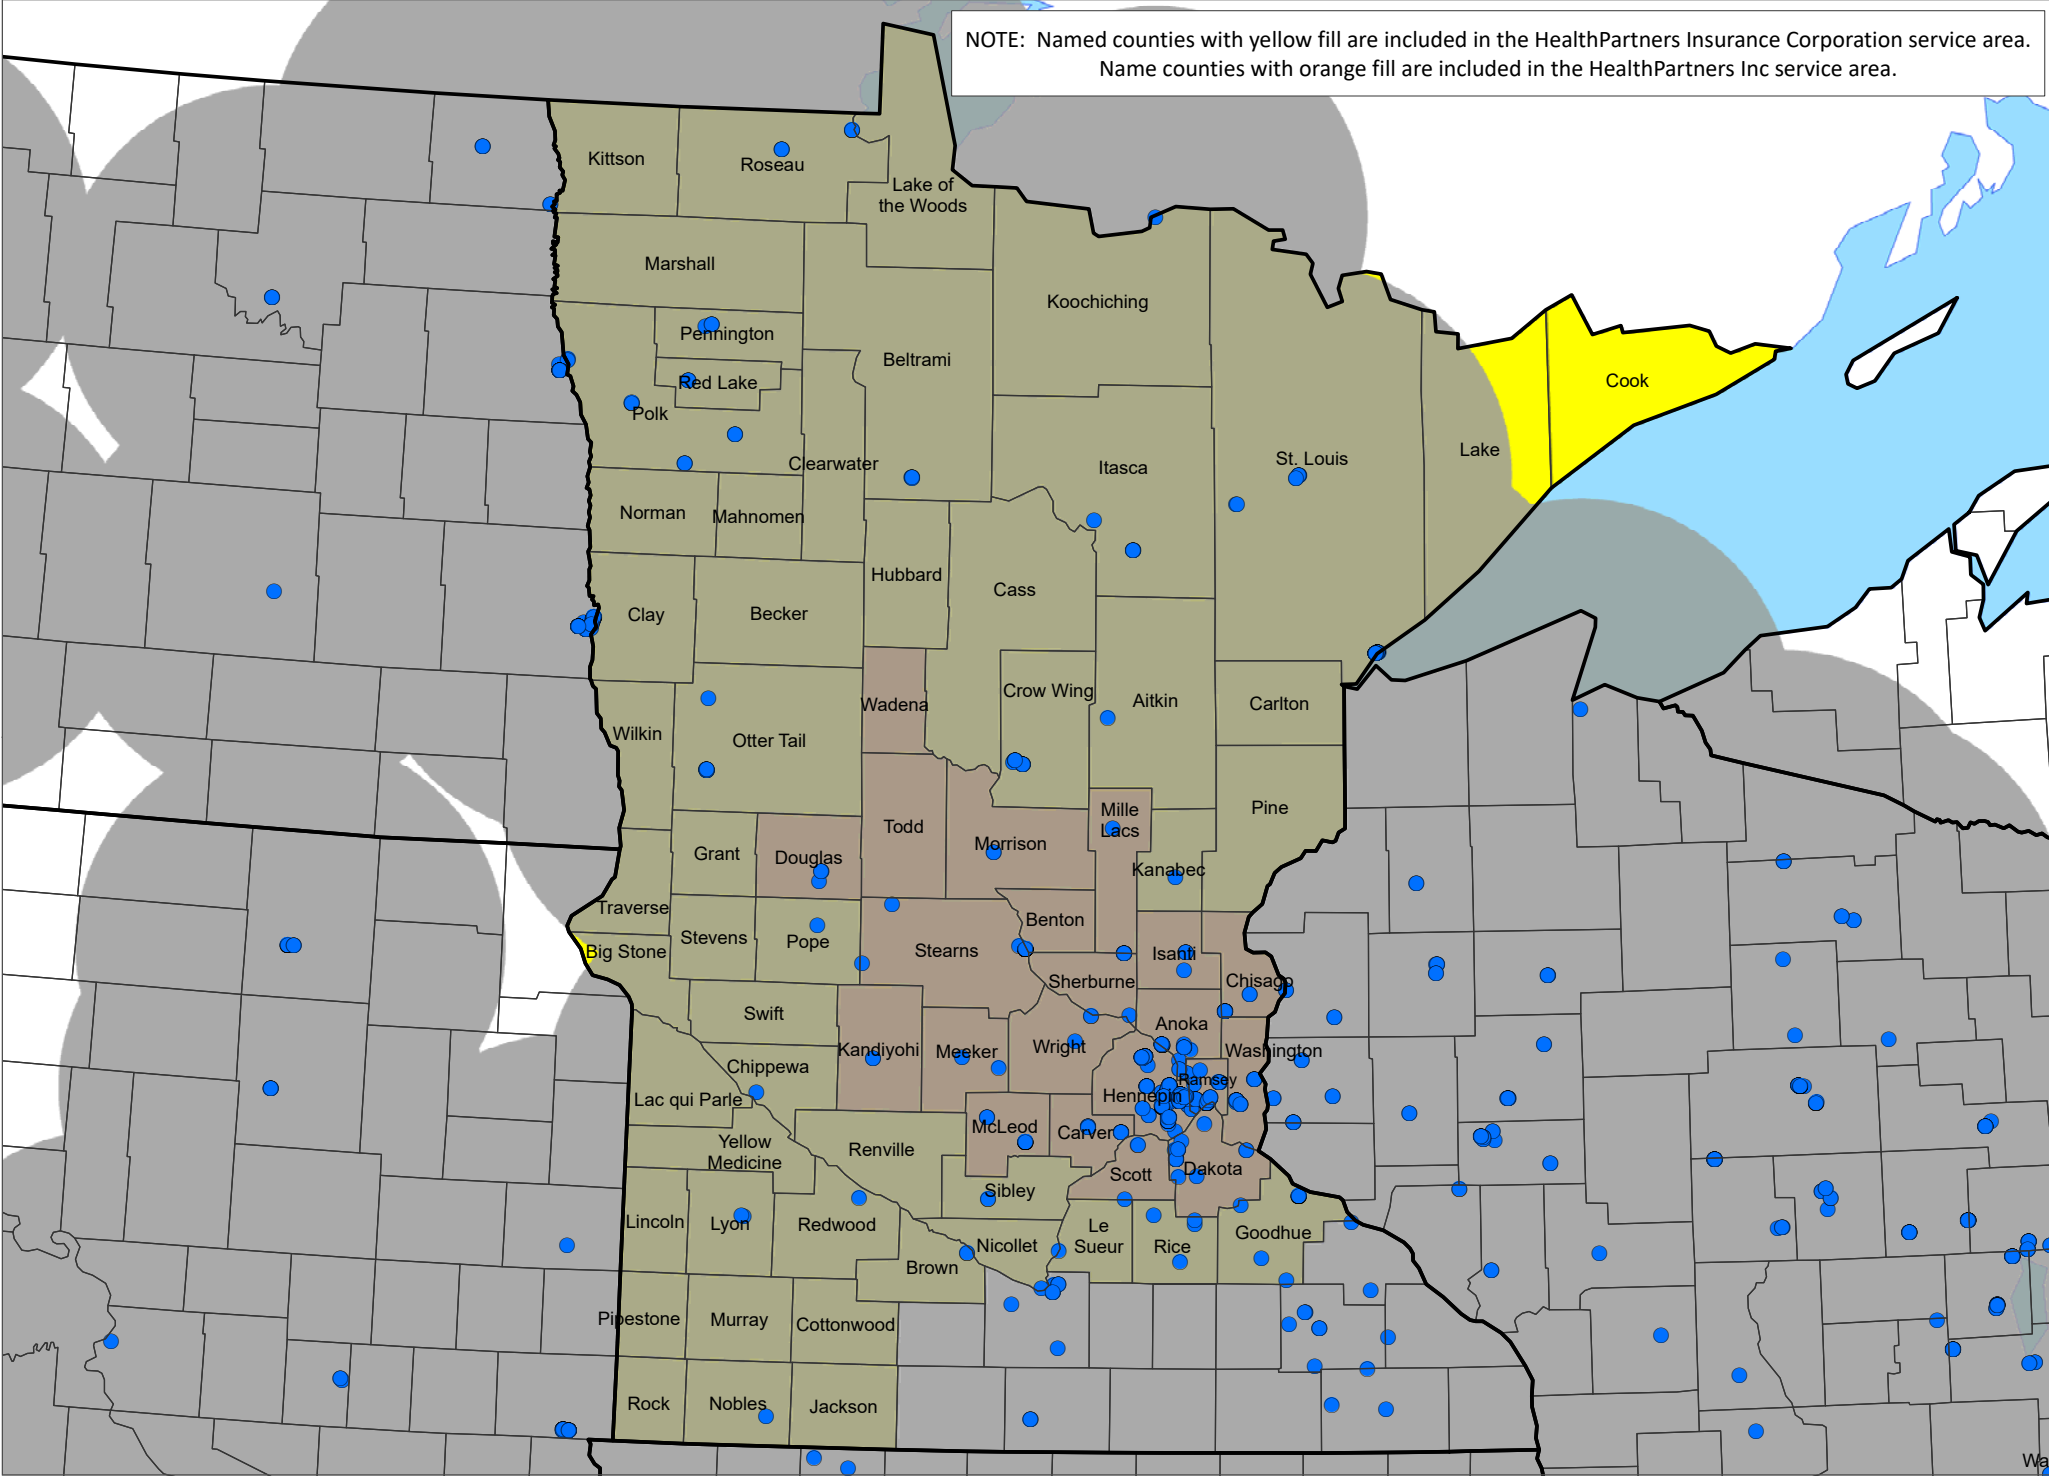 NOTE:  Named counties with yellow fill are included in the HealthPartners Insurance Corporation service area.
Name counties with orange fill are included in the HealthPartners Inc service area.
Kittson
Roseau
Lake of
the Woods
Marshall
Koochiching
Pennington
Beltrami
Red Lake
Cook
Polk
Lake
St. Louis
Clearwater
Itasca
Norman
Mahnomen
Hubbard
Cass
Clay
Becker
Crow Wing
Wadena
Aitkin
Carlton
Wilkin
Otter Tail
Pine
Mille
Lacs
Todd
Morrison
Grant
Douglas
Kanabec
Traverse
Benton
Stevens
Pope
Big Stone
Stearns
Isanti
Sherburne
Chisago
Swift
Anoka
Kandiyohi
Meeker
Wright
Washington
Chippewa
Ramsey
Hennepin
Lac qui Parle
McLeod
Carver
Yellow
Medicine
Renville
Scott
Dakota
Sibley
Lincoln
Lyon
Redwood
Le
Sueur
Goodhue
Nicollet
Rice
Brown
Pipestone
Murray
Cottonwood
Rock
Nobles
Jackson
Wa